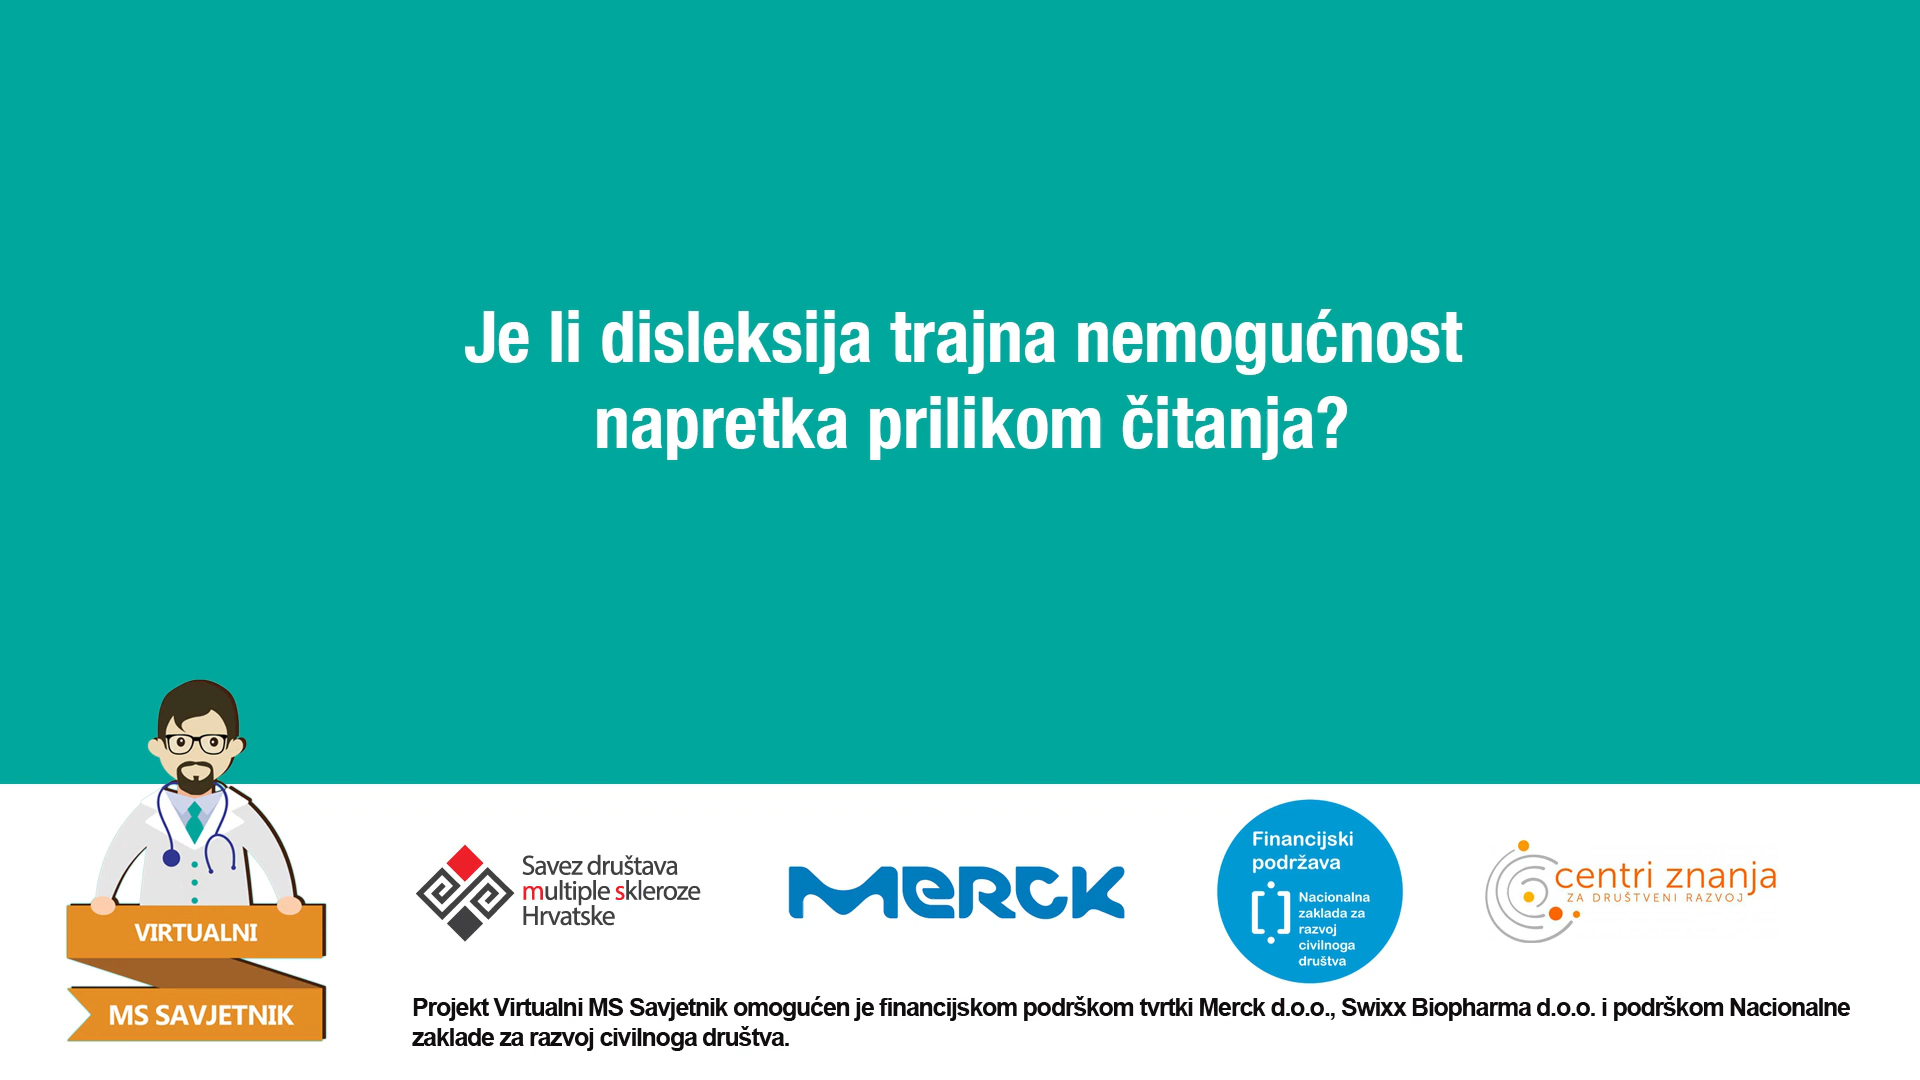 Je li disleksija trajna nemogućnost
napretka prilikom čitanja?
VIRTUALNI
MS SAVJETNIK
Savez društava
multiple skleroze
Hrvatske
MERCK
Financijski
podržava
Nacionalna
zaklada za
razvoj
civilnoga
društva
centri znanja
ZA DRUŠTVENI RAZVOJ
Projekt Virtualni MS Savjetnik omogućen je financijskom podrškom tvrtki Merck d.o.o., Swixx Biopharma d.o.o. i podrškom Nacionalne
zaklade za razvoj civilnoga društva.